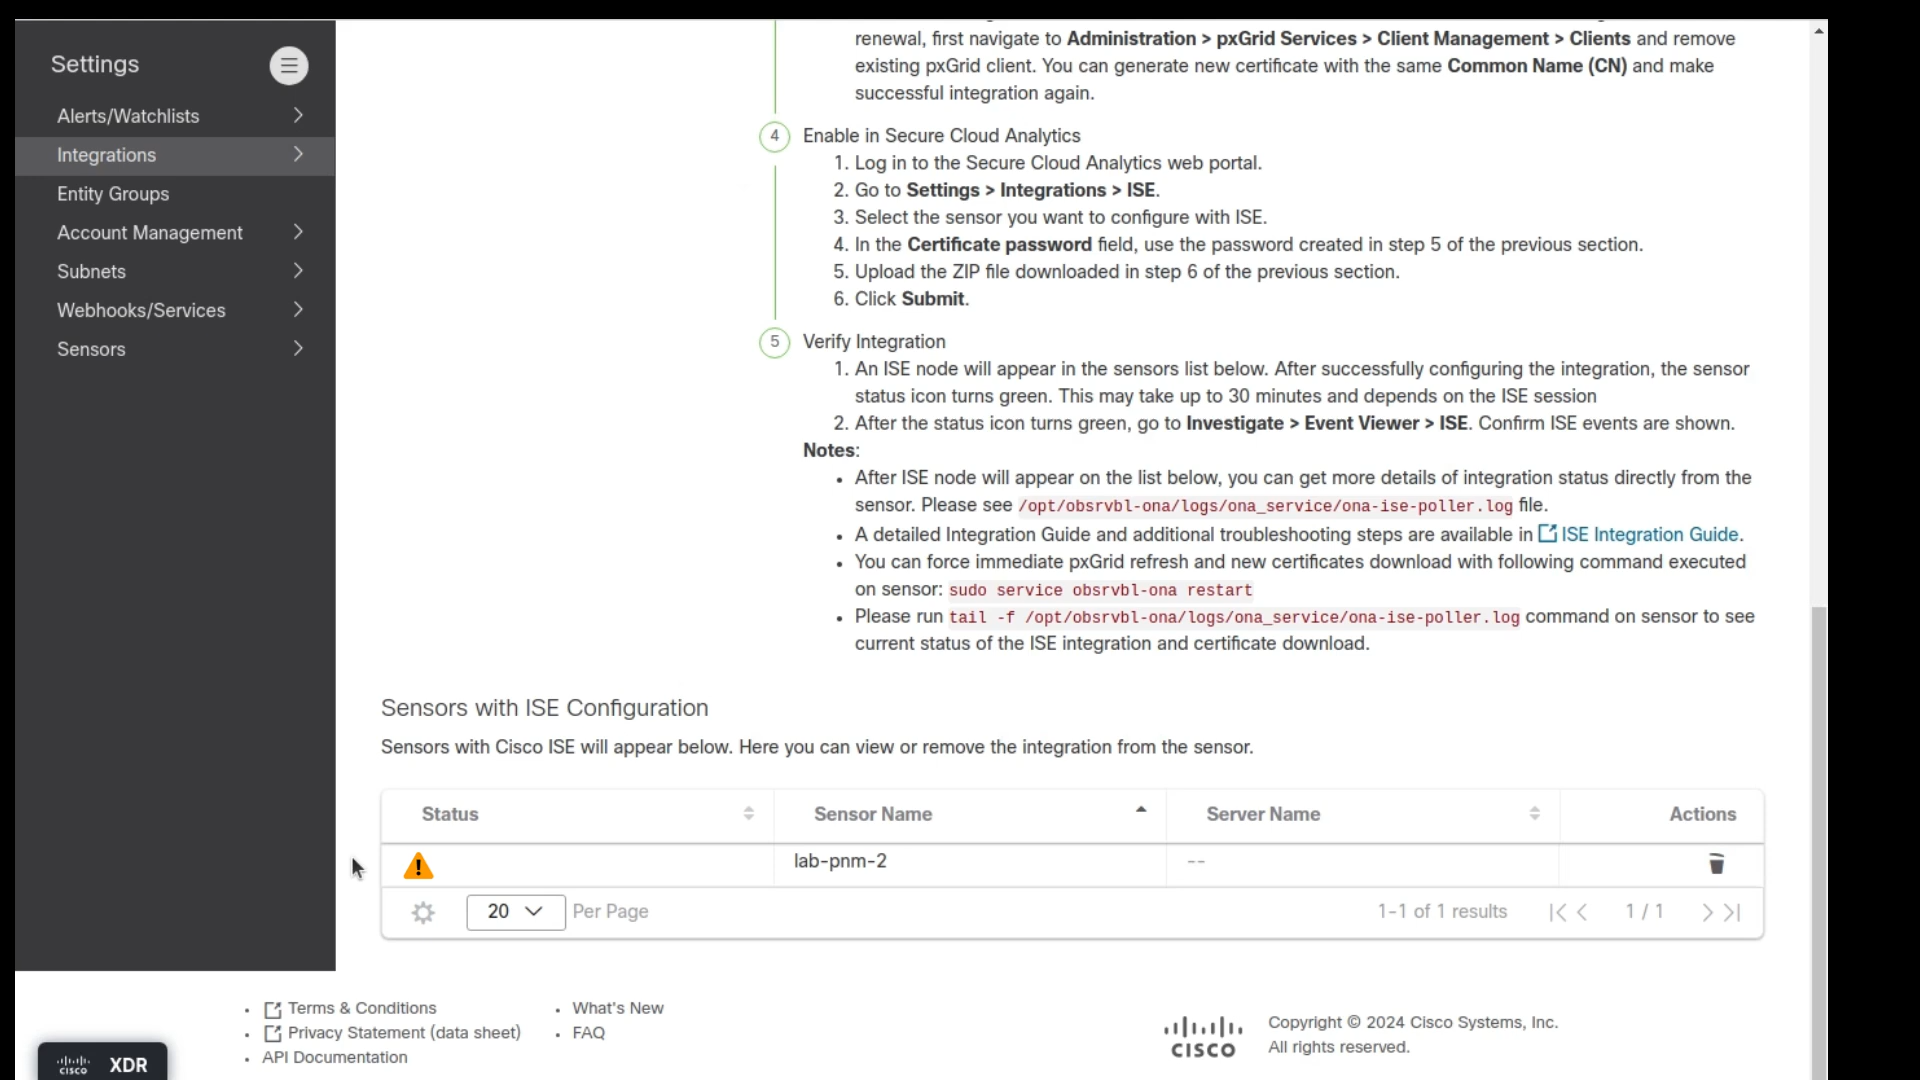 Settings
Alerts/Watchlists
Integrations
Entity Groups
Account Management
Subnets
Webhooks/Services
Sensors
renewal, first navigate to Administration > pxGrid Services > Client Management > Clients and remove
existing pxGrid client. You can generate new certificate with the same Common Name (CN) and make
successful integration again.
4 Enable in Secure Cloud Analytics
1. Log in to the Secure Cloud Analytics web portal.
2. Go to Settings > Integrations > ISE.
3. Select the sensor you want to configure with ISE.
4. In the Certificate password field, use the password created in step 5 of the previous section.
5. Upload the ZIP file downloaded in step 6 of the previous section.
6. Click Submit.
5 Verify Integration
1. An ISE node will appear in the sensors list below. After successfully configuring the integration, the sensor
status icon turns green. This may take up to 30 minutes and depends on the ISE session
2. After the status icon turns green, go to Investigate > Event Viewer > ISE. Confirm ISE events are shown.
Notes:
• After ISE node will appear on the list below, you can get more details of integration status directly from the
sensor. Please see /opt/obsrvbl-ona/logs/ona_service/ona-ise-poller.log file.
• A detailed Integration Guide and additional troubleshooting steps are available in ISE Integration Guide.
• You can force immediate pxGrid refresh and new certificates download with following command executed
on sensor: sudo service obsrvbl-ona restart
• Please run tail -f /opt/obsrvbl-ona/logs/ona_service/ona-ise-poller.log command on sensor to see
current status of the ISE integration and certificate download.
Sensors with ISE Configuration
Sensors with Cisco ISE will appear below. Here you can view or remove the integration from the sensor.
Status Sensor Name Server Name Actions
lab-pnm-2 --
20 Per Page 1-1 of 1 results 1 / 1
• Terms & Conditions
• Privacy Statement (data sheet)
• API Documentation
• What's New
• FAQ
CISCO
Copyright © 2024 Cisco Systems, Inc.
All rights reserved.
CISCO XDR